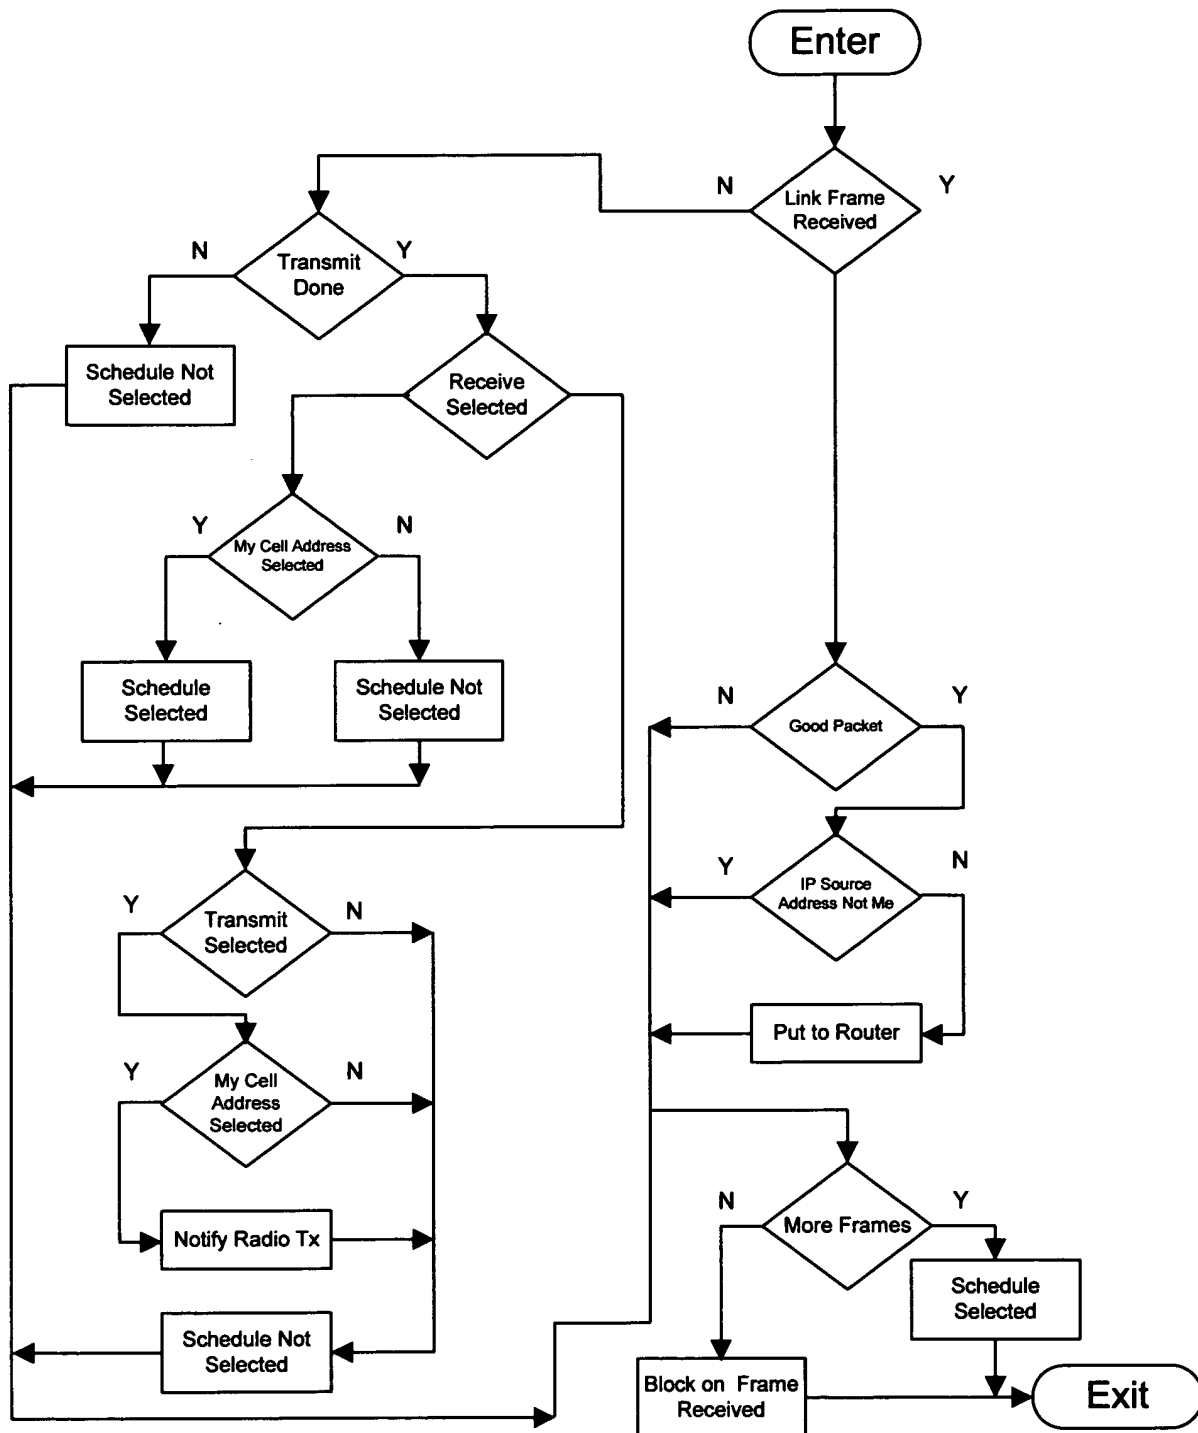 Enter
N
Y
Link Frame
Received
N
Y
Transmit
Done
Schedule Not
Selected
Receive
Selected
Y
N
My Cell Address
Selected
Schedule
Selected
Schedule Not
Selected
N
Y
Good Packet
Y
N
IP Source
Address Not Me
Y
N
Transmit
Selected
Put to Router
Y
N
My Cell
Address
Selected
N
Y
More Frames
Notify Radio Tx
Schedule
Selected
Schedule Not
Selected
Block on Frame
Received
Exit